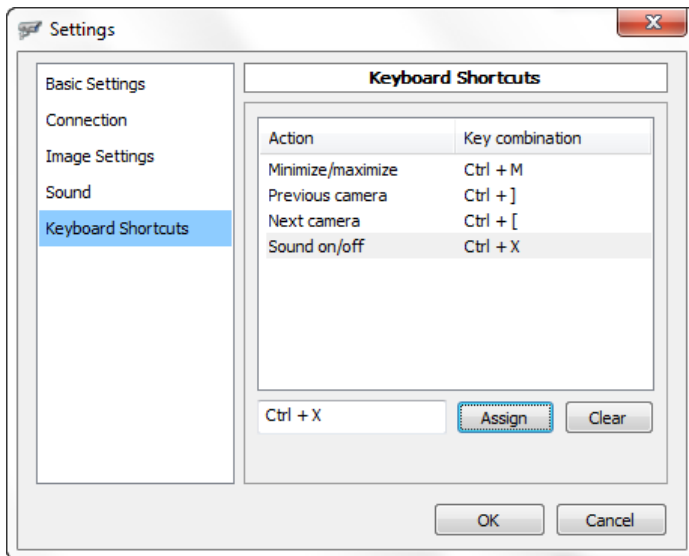 Settings
Basic Settings
Connection
Image Settings
Sound
Keyboard Shortcuts
Keyboard Shortcuts
Action Key combination
Minimize/maximize Ctrl + M
Previous camera Ctrl + ]
Next camera Ctrl + [
Sound on/off Ctrl + X
Ctrl + X Assign Clear
OK Cancel